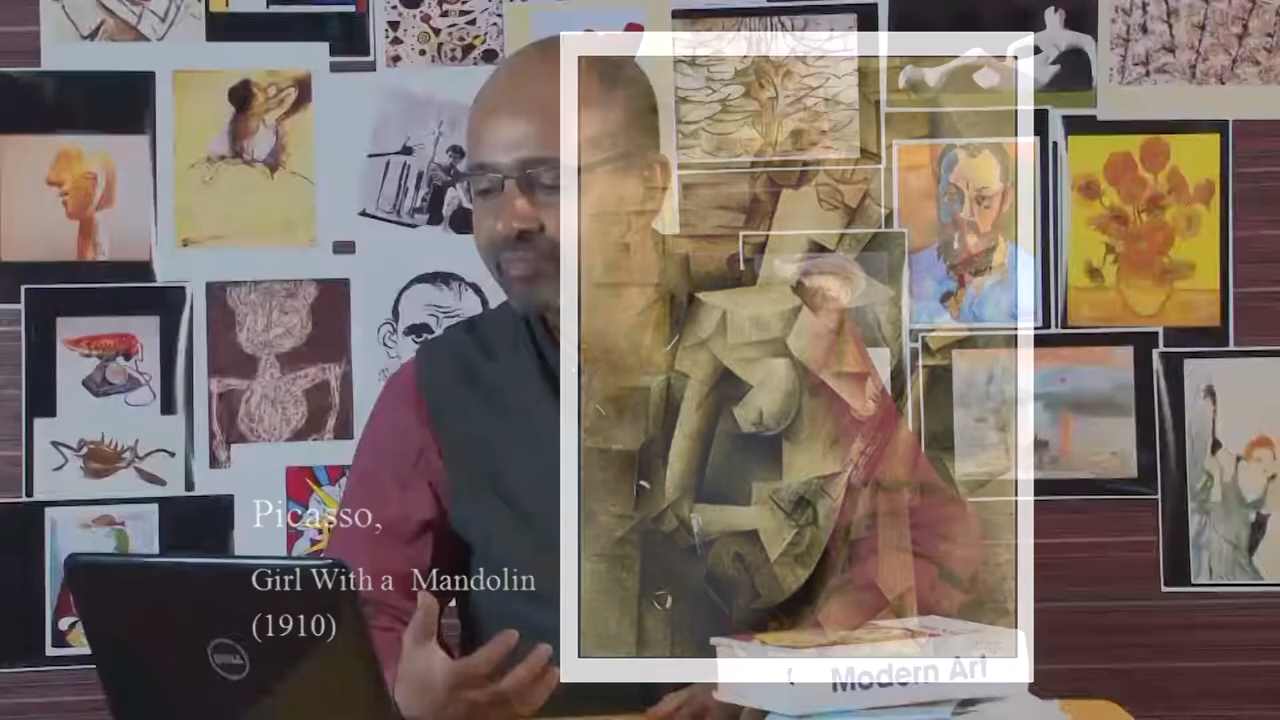 Picasso,
Girl With a Mandolin
(1910)
DELL
Modern Art